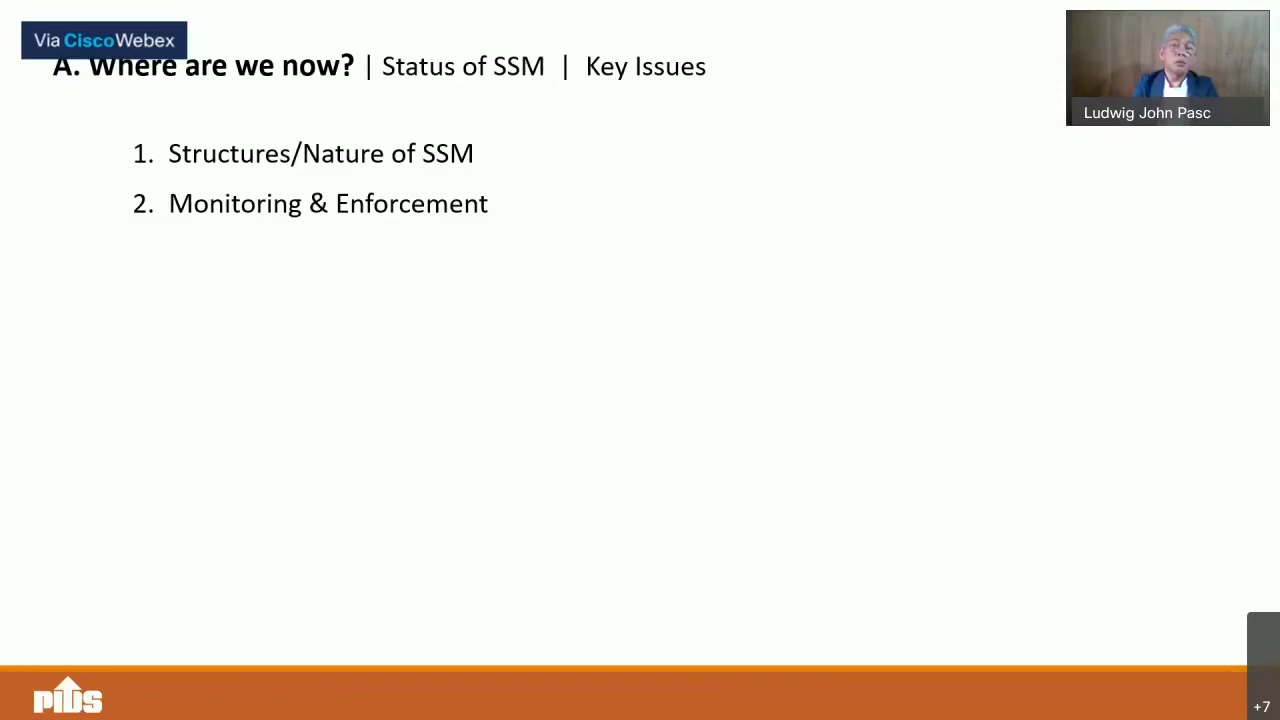 Via CiscoWebex
A. Where are we now? | Status of SSM | Key Issues
Ludwig John Pasc
1. Structures/Nature of SSM
2. Monitoring & Enforcement
PIDS
+7